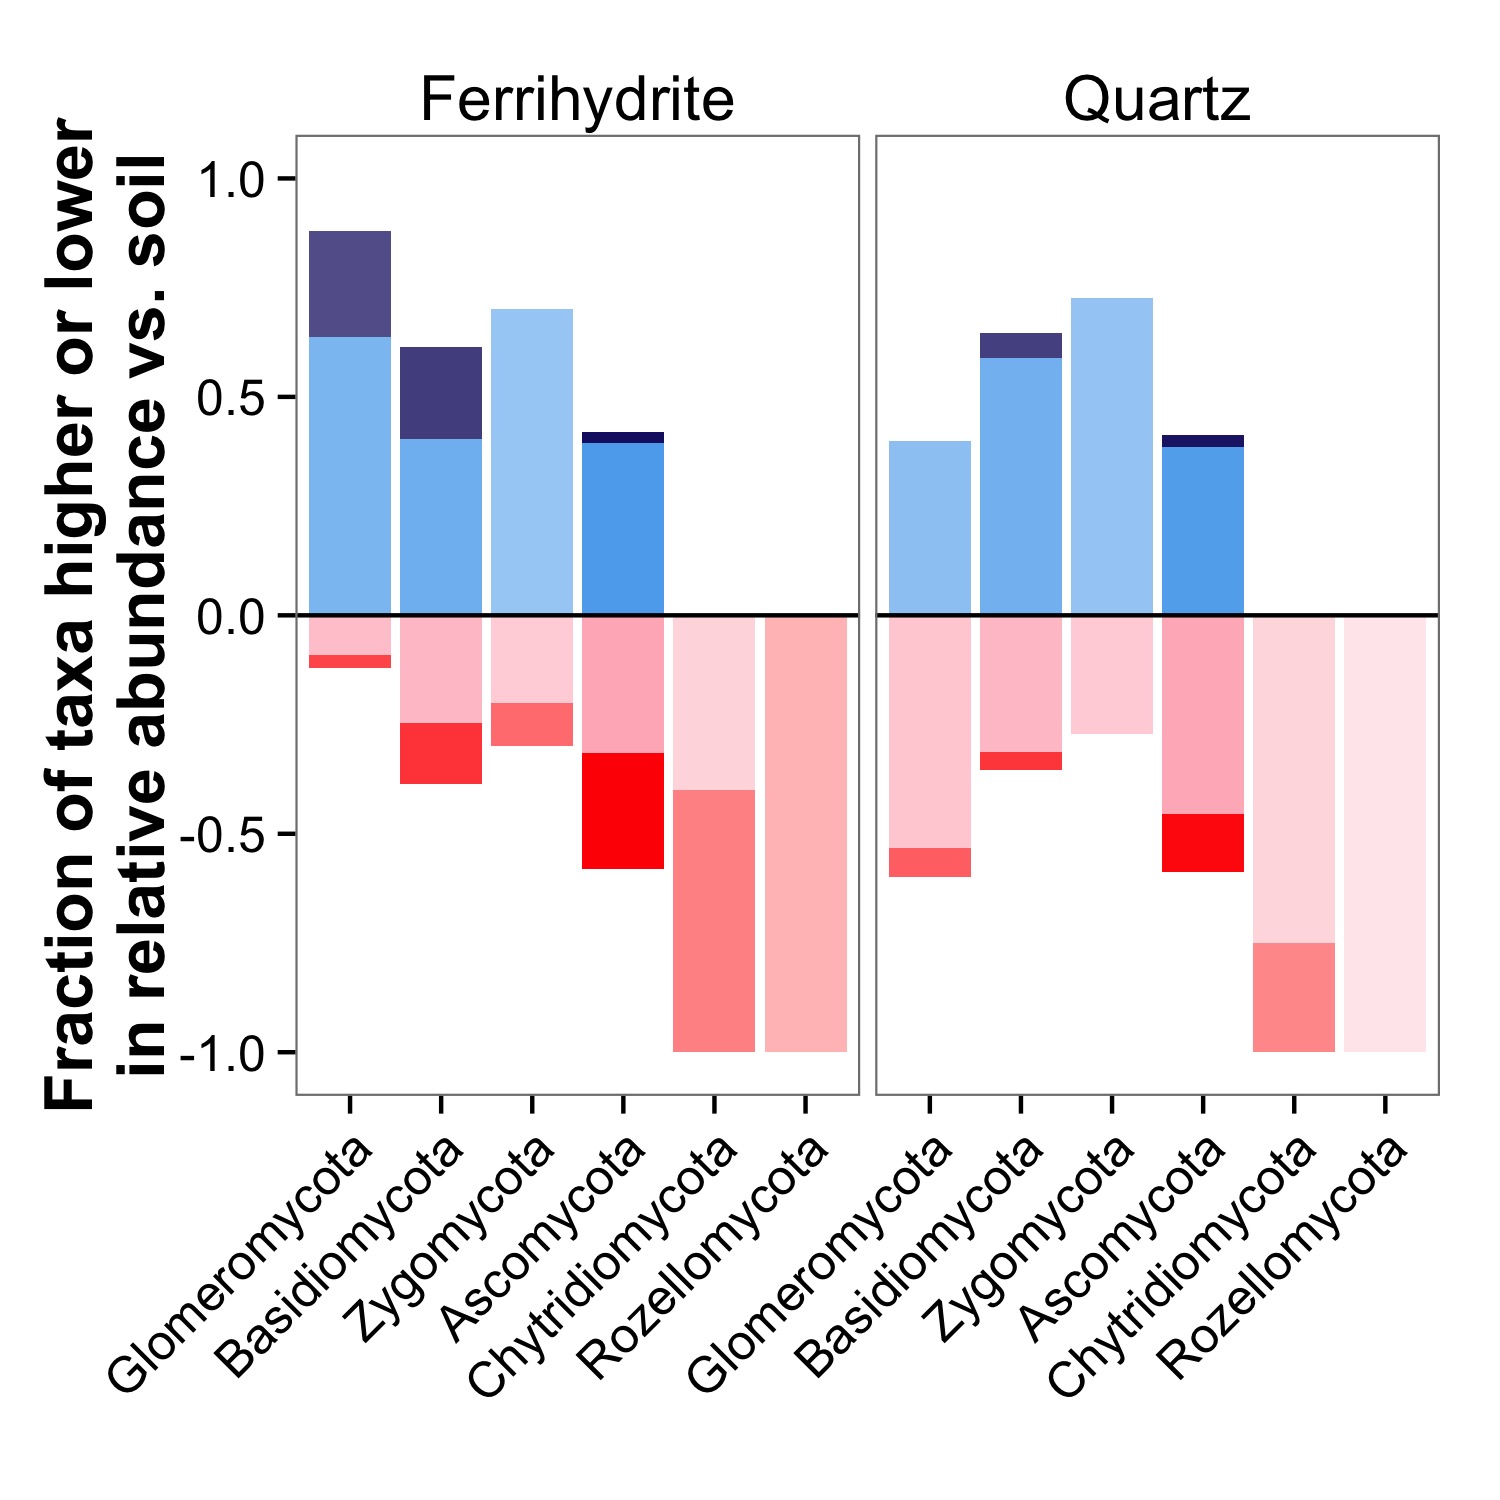 Ferrihydrite
Quartz
Fraction of taxa higher or lower
in relative abundance vs. soil
1.0
0.5
0.0
-0.5
-1.0
Glomeromycota
Basidiomycota
Zygomycota
Ascomycota
Chytridiomycota
Rozellomycota
Glomeromycota
Basidiomycota
Zygomycota
Ascomycota
Chytridiomycota
Rozellomycota